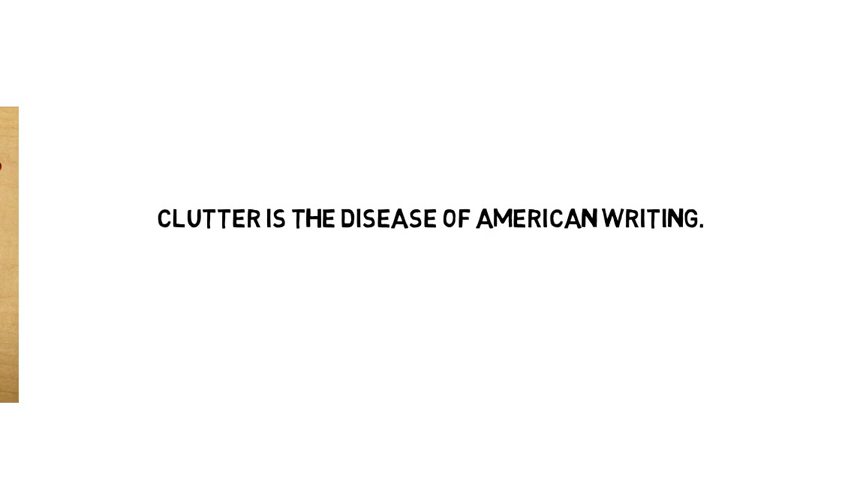 CLUTTER IS THE DISEASE OF AMERICAN WRITING.